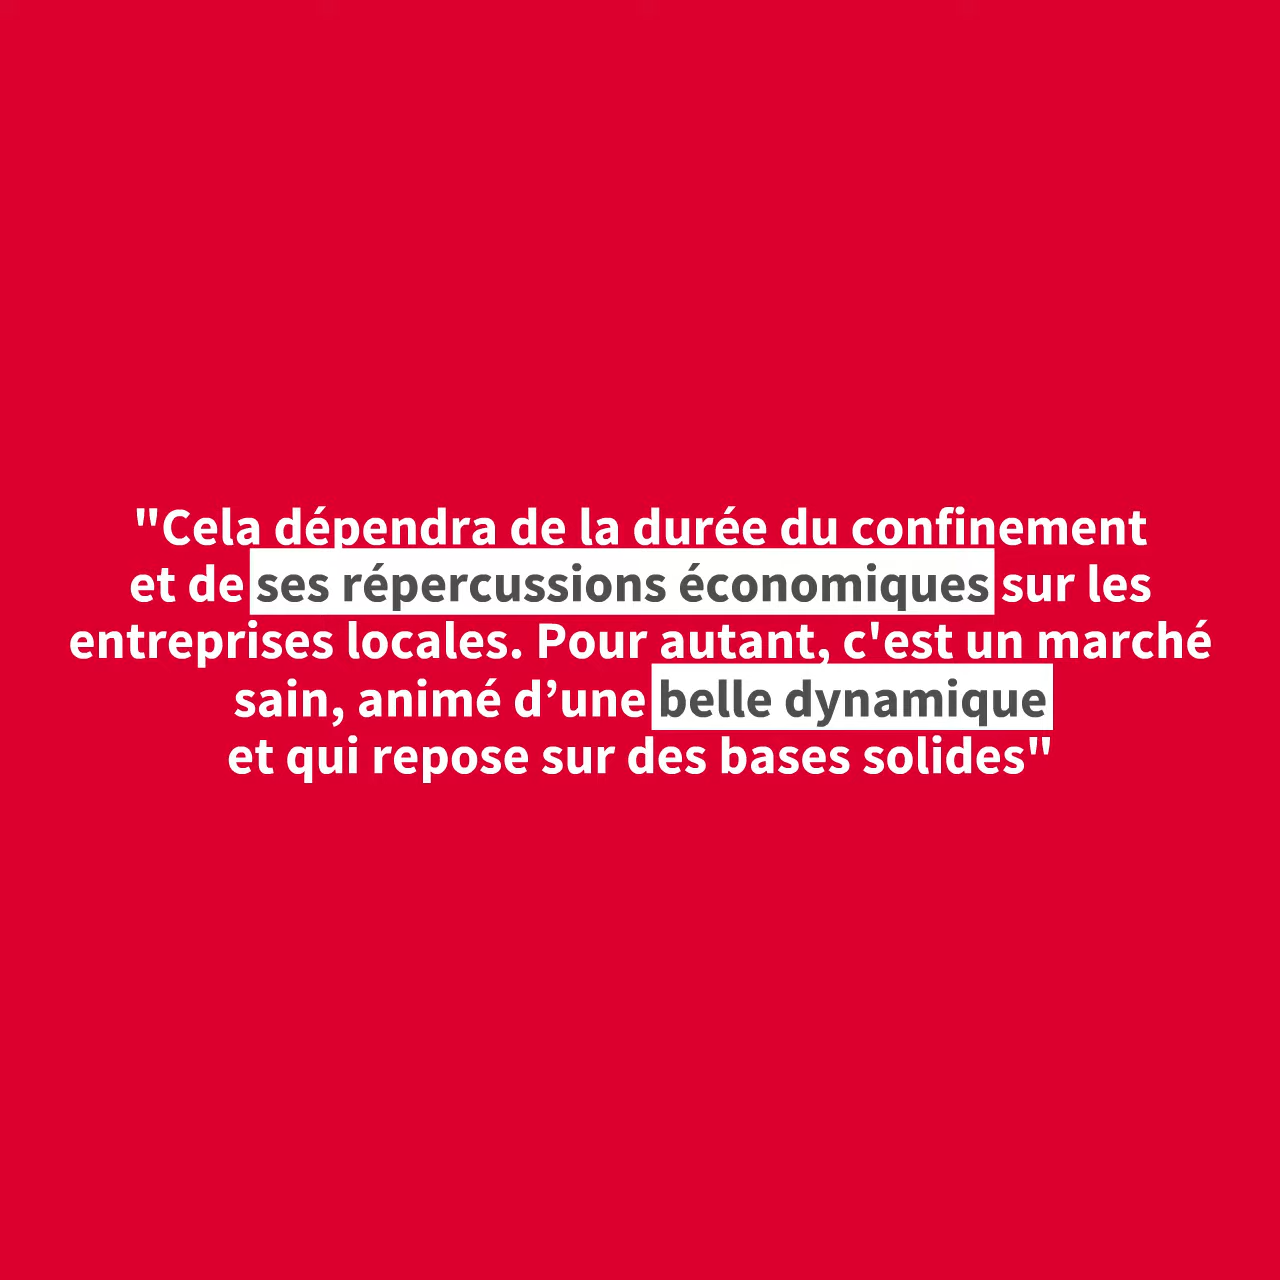 "Cela dépendra de la durée du confinement
et de ses répercussions économiques sur les
entreprises locales. Pour autant, c'est un marché
sain, animé d’une belle dynamique
et qui repose sur des bases solides"